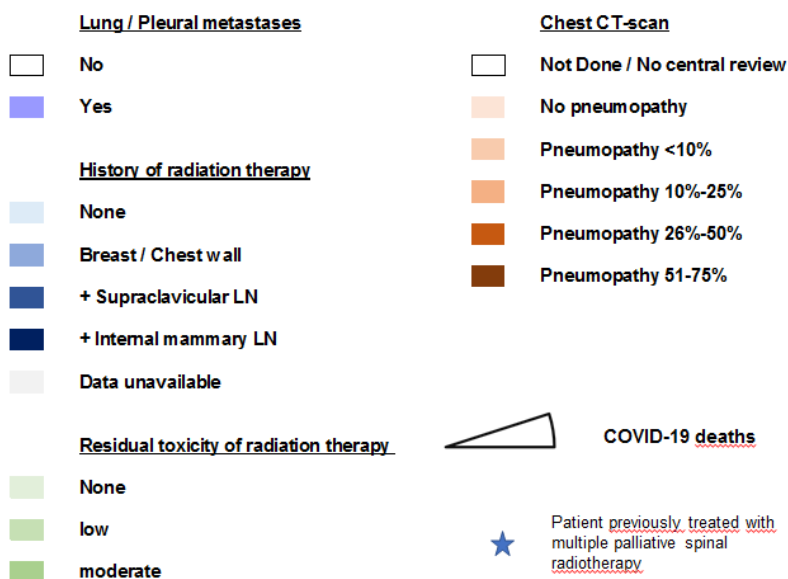 Lung / Pleural metastases
No
Yes
History of radiation therapy
None
Breast / Chest wall
+ Supraclavicular LN
+ Internal mammary LN
Data unavailable
Residual toxicity of radiation therapy
None
low
moderate
Chest CT-scan
Not Done / No central review
No pneumopathy
Pneumopathy <10%
Pneumopathy 10%-25%
Pneumopathy 26%-50%
Pneumopathy 51-75%
COVID-19 deaths
Patient previously treated with
multiple palliative spinal
radiotherapy